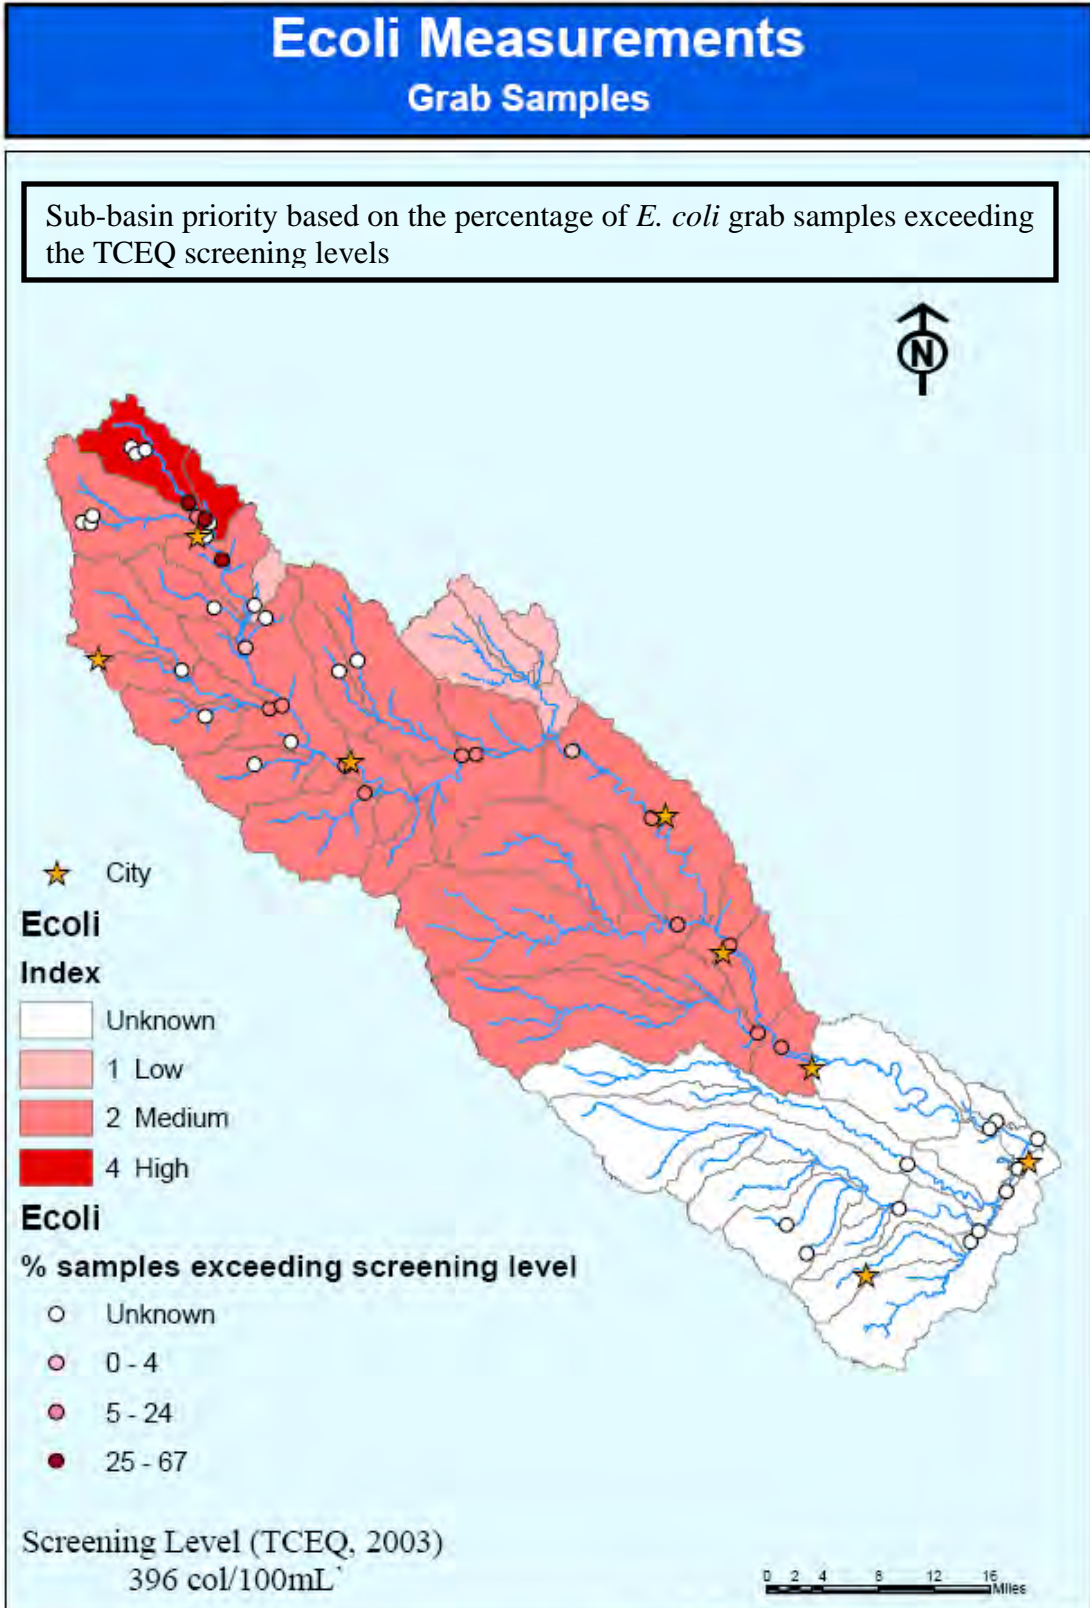 Ecoli Measurements
Grab Samples
Sub-basin priority based on the percentage of E. coli grab samples exceeding
the TCEQ screening levels
N
City
Ecoli
Index
Unknown
1 Low
2 Medium
4 High
Ecoli
% samples exceeding screening level
Unknown
0 - 4
5 - 24
25 - 67
Screening Level (TCEQ, 2003)
396 col/100mL`
0 2 4 8 12 16
Miles